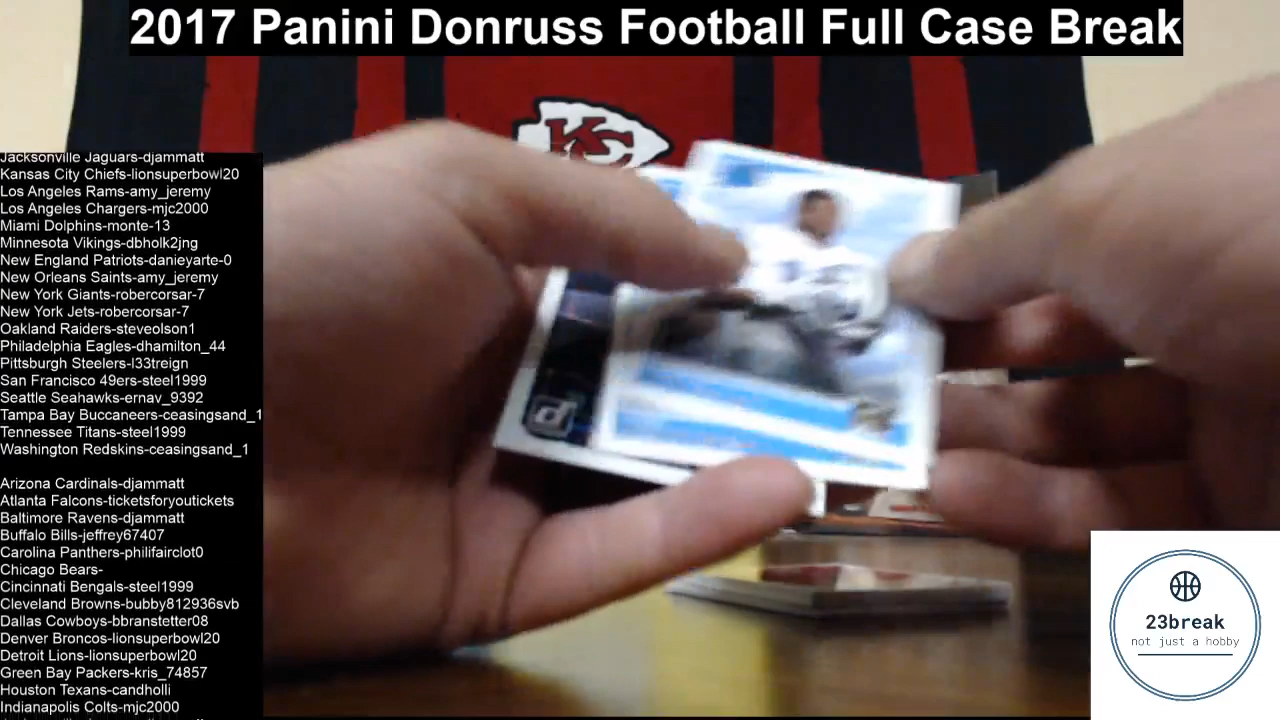 2017 Panini Donruss Football Full Case Break
KC
Jacksonville Jaguars-djammatt
Kansas City Chiefs-lionsuperbowl20
Los Angeles Rams-amy_jeremy
Los Angeles Chargers-mjc2000
Miami Dolphins-monte-13
Minnesota Vikings-dbholk2jng
New England Patriots-danieyarte-0
New Orleans Saints-amy_jeremy
New York Giants-robercorsar-7
New York Jets-robercorsar-7
Oakland Raiders-steveolson1
Philadelphia Eagles-dhamilton_44
Pittsburgh Steelers-l33treign
San Francisco 49ers-steel1999
Seattle Seahawks-ernav_9392
Tampa Bay Buccaneers-ceasingsand_1
Tennessee Titans-steel1999
Washington Redskins-ceasingsand_1
Arizona Cardinals-djammatt
Atlanta Falcons-ticketsforyoutickets
Baltimore Ravens-djammatt
Buffalo Bills-jeffrey67407
Carolina Panthers-philifairclot0
Chicago Bears-
Cincinnati Bengals-steel1999
Cleveland Browns-bubby812936svb
Dallas Cowboys-bbranstetter08
Denver Broncos-lionsuperbowl20
Detroit Lions-lionsuperbowl20
Green Bay Packers-kris_74857
Houston Texans-candholli
Indianapolis Colts-mjc2000
d
23break
not just a hobby